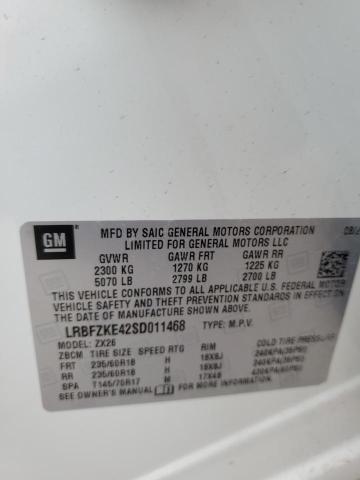 GM
MFD BY SAIC GENERAL MOTORS CORPORATION 08/2
LIMITED FOR GENERAL MOTORS LLC
GVWR GAWR FRT GAWR RR
2300 KG 1270 KG 1225 KG
5070 LB 2799 LB 2700 LB
THIS VEHICLE CONFORMS TO ALL APPLICABLE U.S. FEDERAL MOTOR
VEHICLE SAFETY, BUMPER, AND THEFT PREVENTION STANDARDS IN
EFFECT ON THE DATE OF MANUFACTURE SHOWN ABOVE.
LRBFZKE42SD011468 TYPE: M.P.V.
MODEL: ZX26
ZBCM TIRE SIZE SPEED RTG RIM COLD TIRE PRESSURE
FRT 235/60R18 H 18X8J 240KPA(35PSI)
RR 235/60R18 H 18X8J 240KPA(35PSI)
SPA T145/70R17 M 17X4B 420KPA(60PSI)
SEE OWNER'S MANUAL FOR MORE INFORMATION.